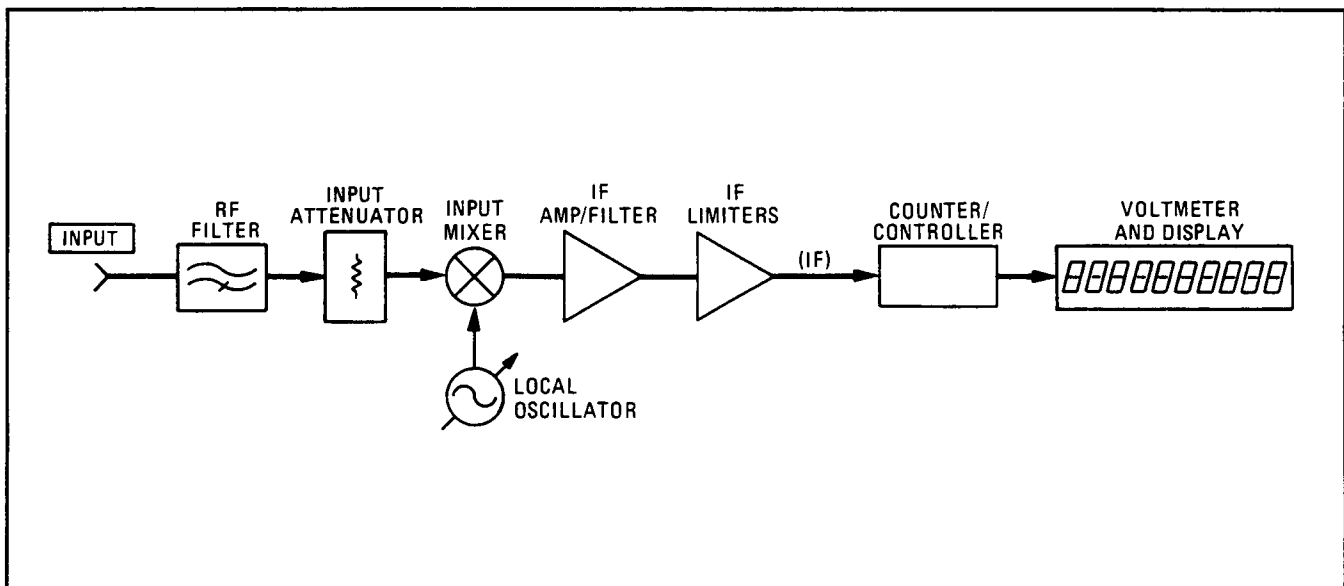 INPUT
RF
FILTER
INPUT
ATTENUATOR
INPUT
MIXER
LOCAL
OSCILLATOR
IF
AMP/FILTER
IF
LIMITERS
(IF)
COUNTER/
CONTROLLER
VOLTMETER
AND DISPLAY